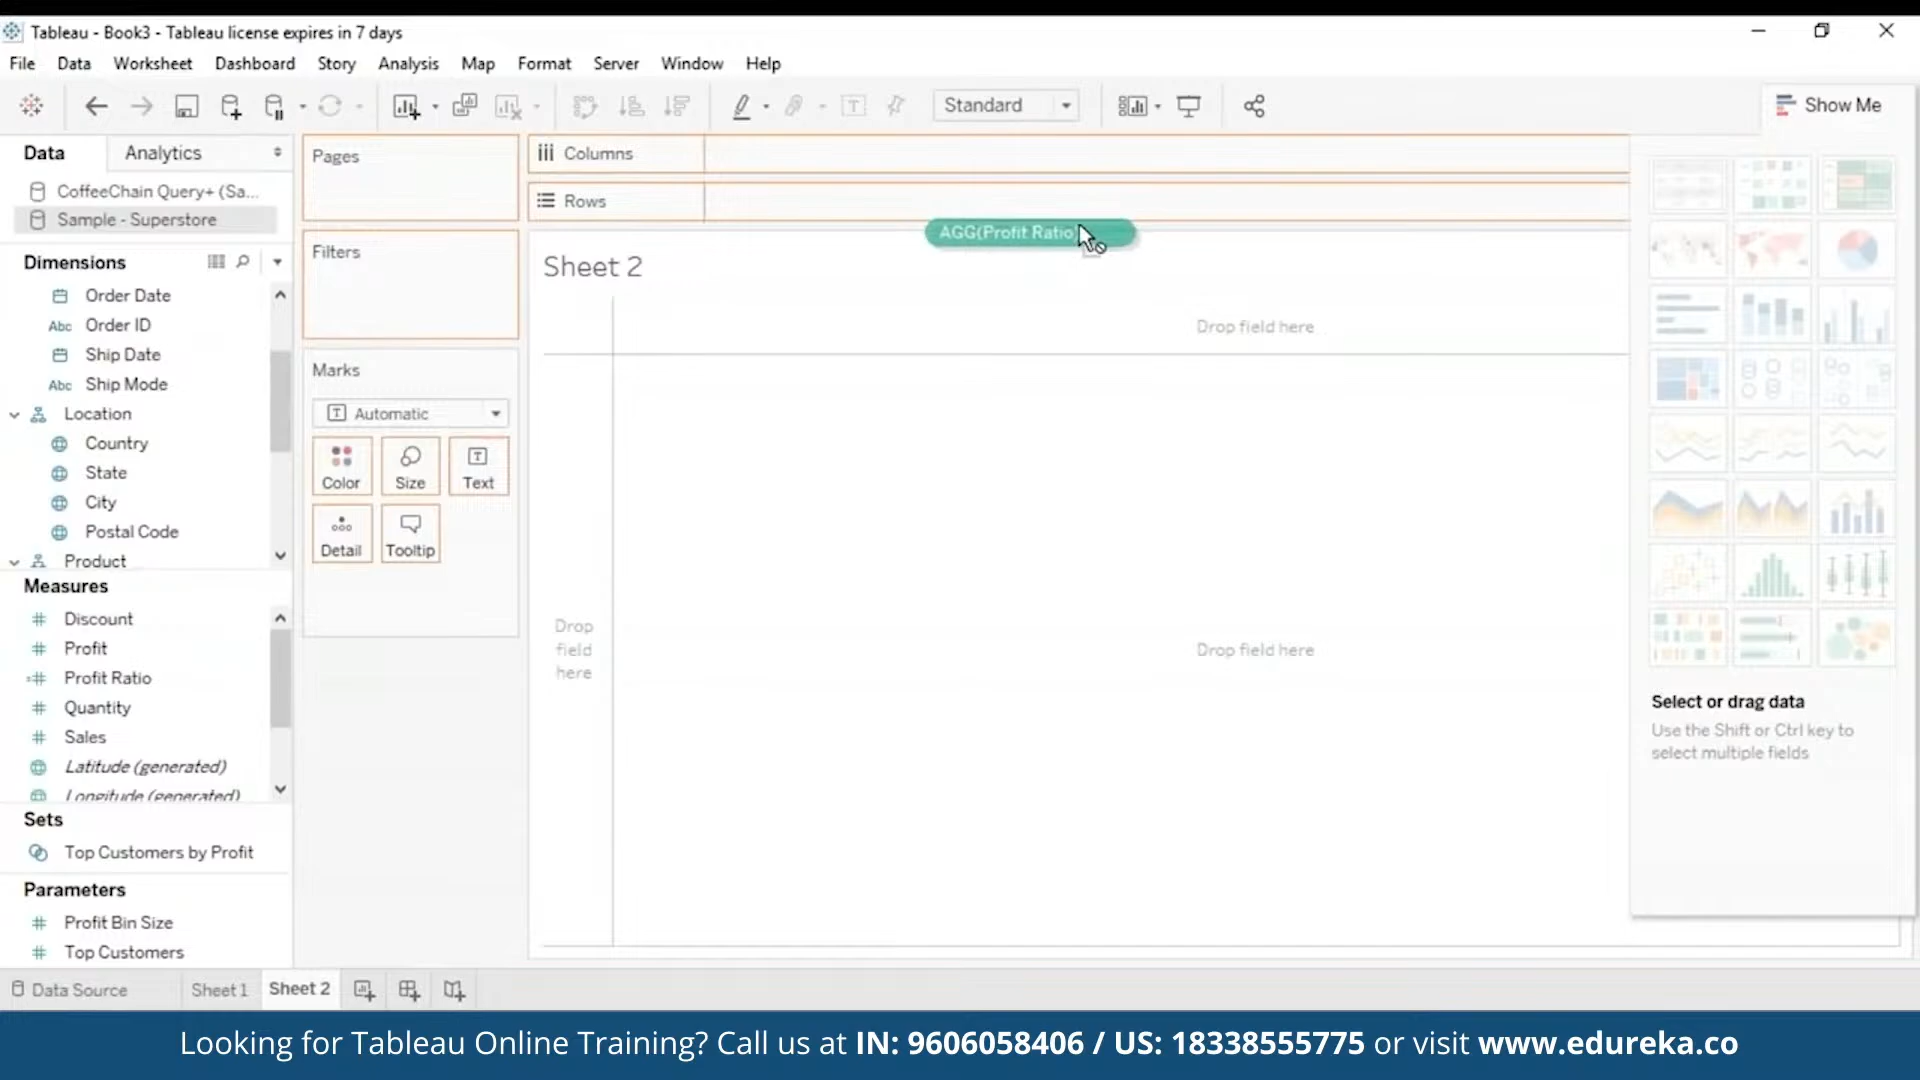 Tableau - Book3 - Tableau license expires in 7 days
File Data Worksheet Dashboard Story Analysis Map Format Server Window Help
Standard
Show Me
Data Analytics
CoffeeChain Query+ (Sa...
Sample - Superstore
Dimensions
Order Date
Abc Order ID
Ship Date
Abc Ship Mode
Location
Country
State
City
Postal Code
Product
Measures
Discount
Profit
Profit Ratio
Quantity
Sales
Latitude (generated)
Longitude (generated)
Sets
Top Customers by Profit
Parameters
Profit Bin Size
Top Customers
Pages
Filters
Marks
Automatic
Color Size Text
Detail Tooltip
Columns
Rows
AGG(Profit Ratio)
Sheet 2
Drop field here
Drop
field
here
Drop field here
Select or drag data
Use the Shift or Ctrl key to
select multiple fields
Data Source Sheet 1 Sheet 2
Looking for Tableau Online Training? Call us at IN: 9606058406 / US: 18338555775 or visit www.edureka.co